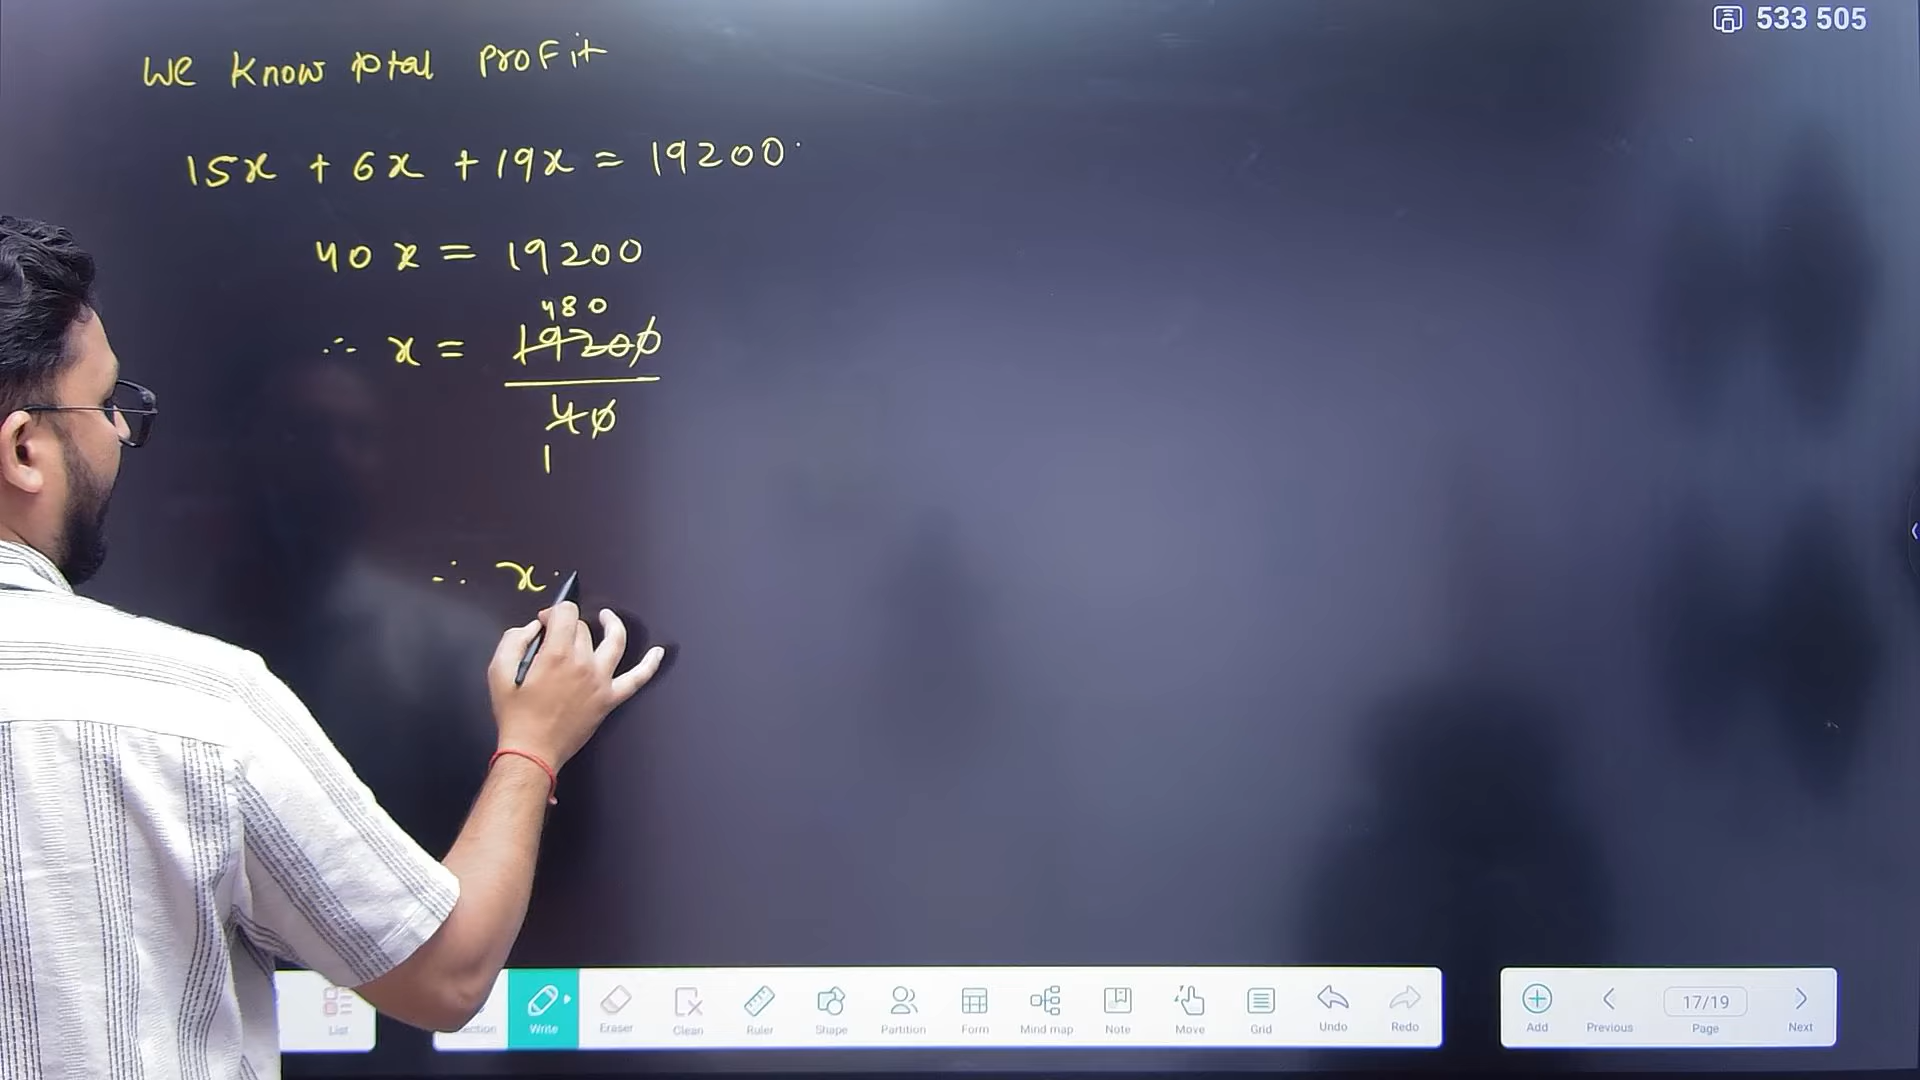 533 505
We know total profit
15x + 6x + 19x = 19200
40 x = 19200
480
∴ x = 19200
40
1
∴ x
List
Write
Eraser
Clean
Ruler
Shape
Partition
Form
Mind map
Note
Move
Grid
Undo
Redo
Add
Previous
17/19
Page
Next